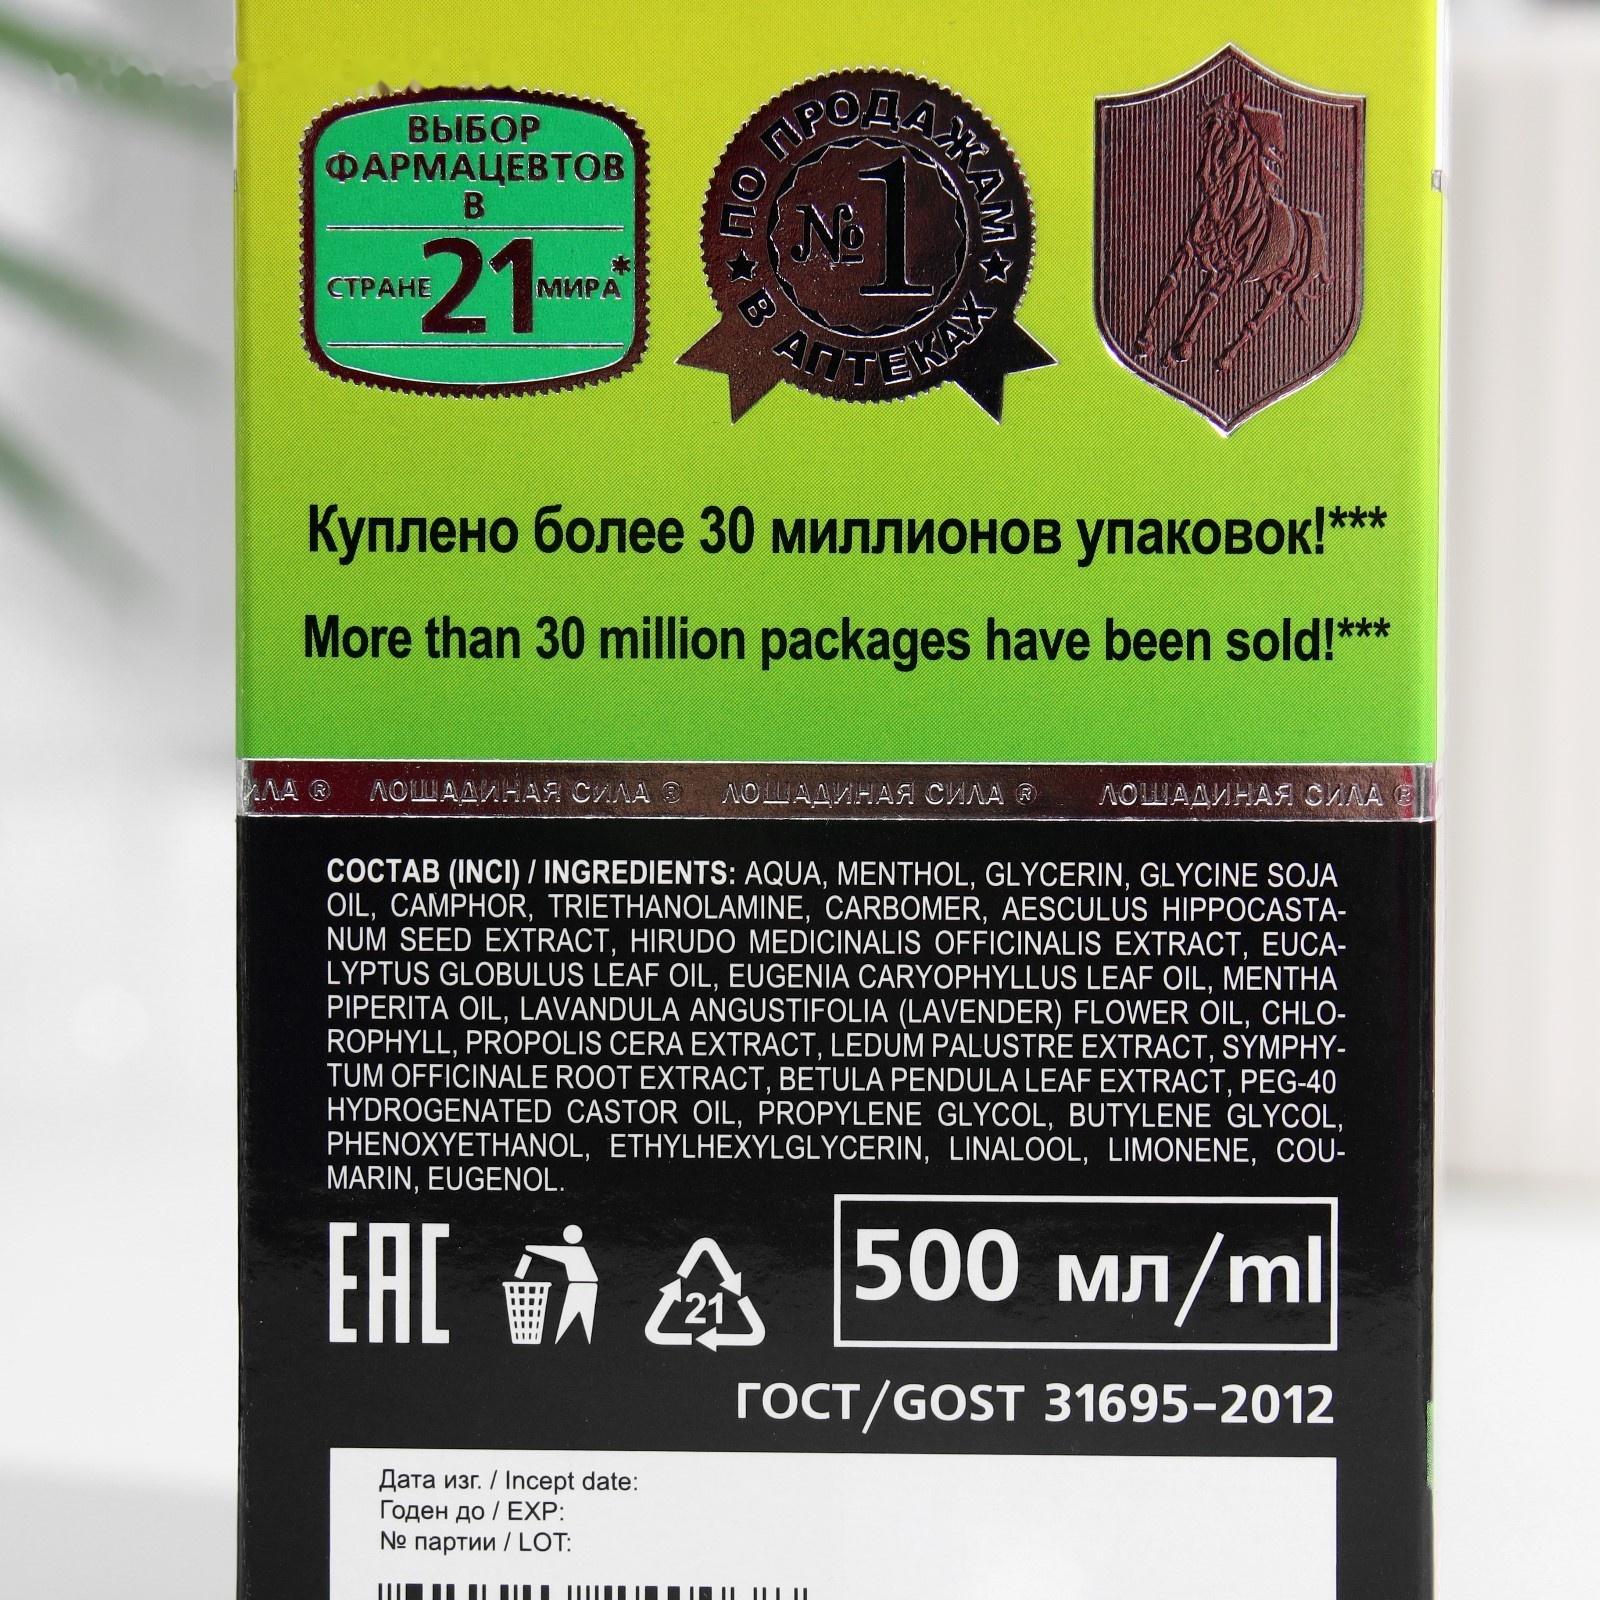 ВЫБОР
ФАРМАЦЕВТОВ
В
СТРАНЕ 21 МИРА*
ПО ПРОДАЖАМ
№1
★ В АПТЕКАХ ★
Куплено более 30 миллионов упаковок!***
More than 30 million packages have been sold!***
ИЛА ® ЛОШАДИНАЯ СИЛА ® ЛОШАДИНАЯ СИЛА ® ЛОШАДИНАЯ СИЛА ®
СОСТАВ (INCI) / INGREDIENTS: AQUA, MENTHOL, GLYCERIN, GLYCINE SOJA
OIL, CAMPHOR, TRIETHANOLAMINE, CARBOMER, AESCULUS HIPPOCASTA-
NUM SEED EXTRACT, HIRUDO MEDICINALIS OFFICINALIS EXTRACT, EUCA-
LYPTUS GLOBULUS LEAF OIL, EUGENIA CARYOPHYLLUS LEAF OIL, MENTHA
PIPERITA OIL, LAVANDULA ANGUSTIFOLIA (LAVENDER) FLOWER OIL, CHLO-
ROPHYLL, PROPOLIS CERA EXTRACT, LEDUM PALUSTRE EXTRACT, SYMPHY-
TUM OFFICINALE ROOT EXTRACT, BETULA PENDULA LEAF EXTRACT, PEG-40
HYDROGENATED CASTOR OIL, PROPYLENE GLYCOL, BUTYLENE GLYCOL,
PHENOXYETHANOL, ETHYLHEXYLGLYCERIN, LINALOOL, LIMONENE, COU-
MARIN, EUGENOL.
EAC
21
500 мл/ml
ГОСТ/GOST 31695-2012
Дата изг. / Incept date:
Годен до / EXP:
№ партии / LOT: